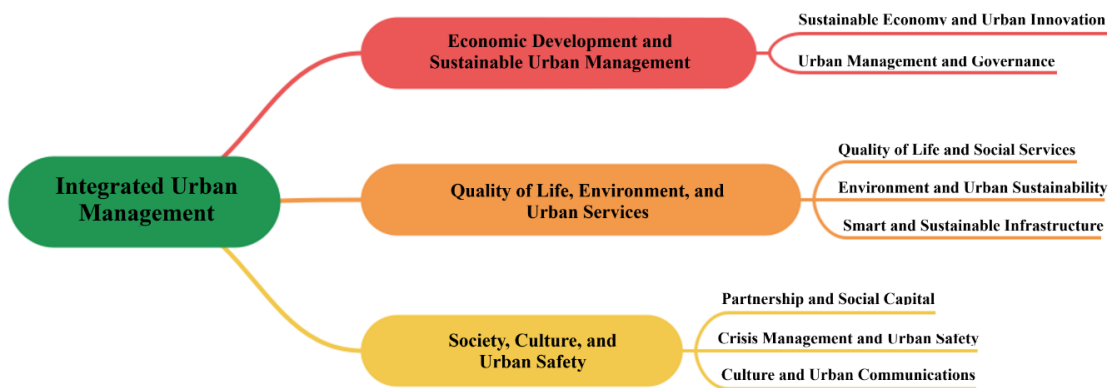 Integrated Urban
Management
Economic Development and
Sustainable Urban Management
Sustainable Economy and Urban Innovation
Urban Management and Governance
Quality of Life, Environment, and
Urban Services
Quality of Life and Social Services
Environment and Urban Sustainability
Smart and Sustainable Infrastructure
Society, Culture, and
Urban Safety
Partnership and Social Capital
Crisis Management and Urban Safety
Culture and Urban Communications